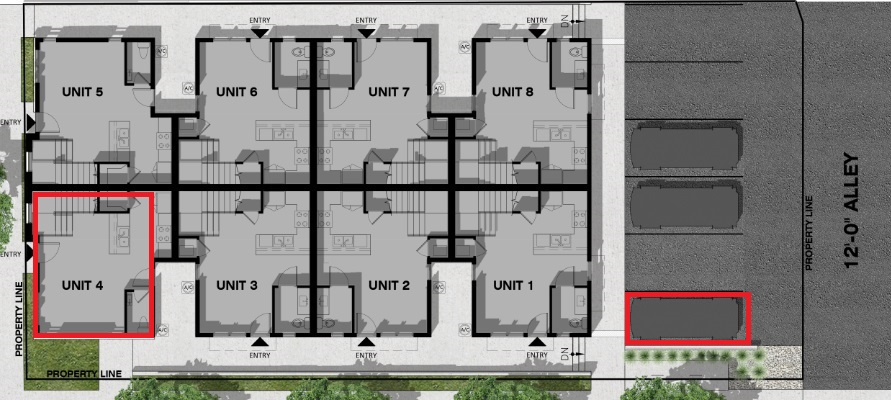 ENTRY
ENTRY
ENTRY
DN
A/C
A/C
UNIT 5
UNIT 6
UNIT 7
UNIT 8
A/C
A/C
ENTRY
12'-0" ALLEY
PROPERTY LINE
ENTRY
UNIT 4
UNIT 3
UNIT 2
UNIT 1
A/C
A/C
A/C
A/C
PROPERTY LINE
ENTRY
ENTRY
ENTRY
DN
PROPERTY LINE